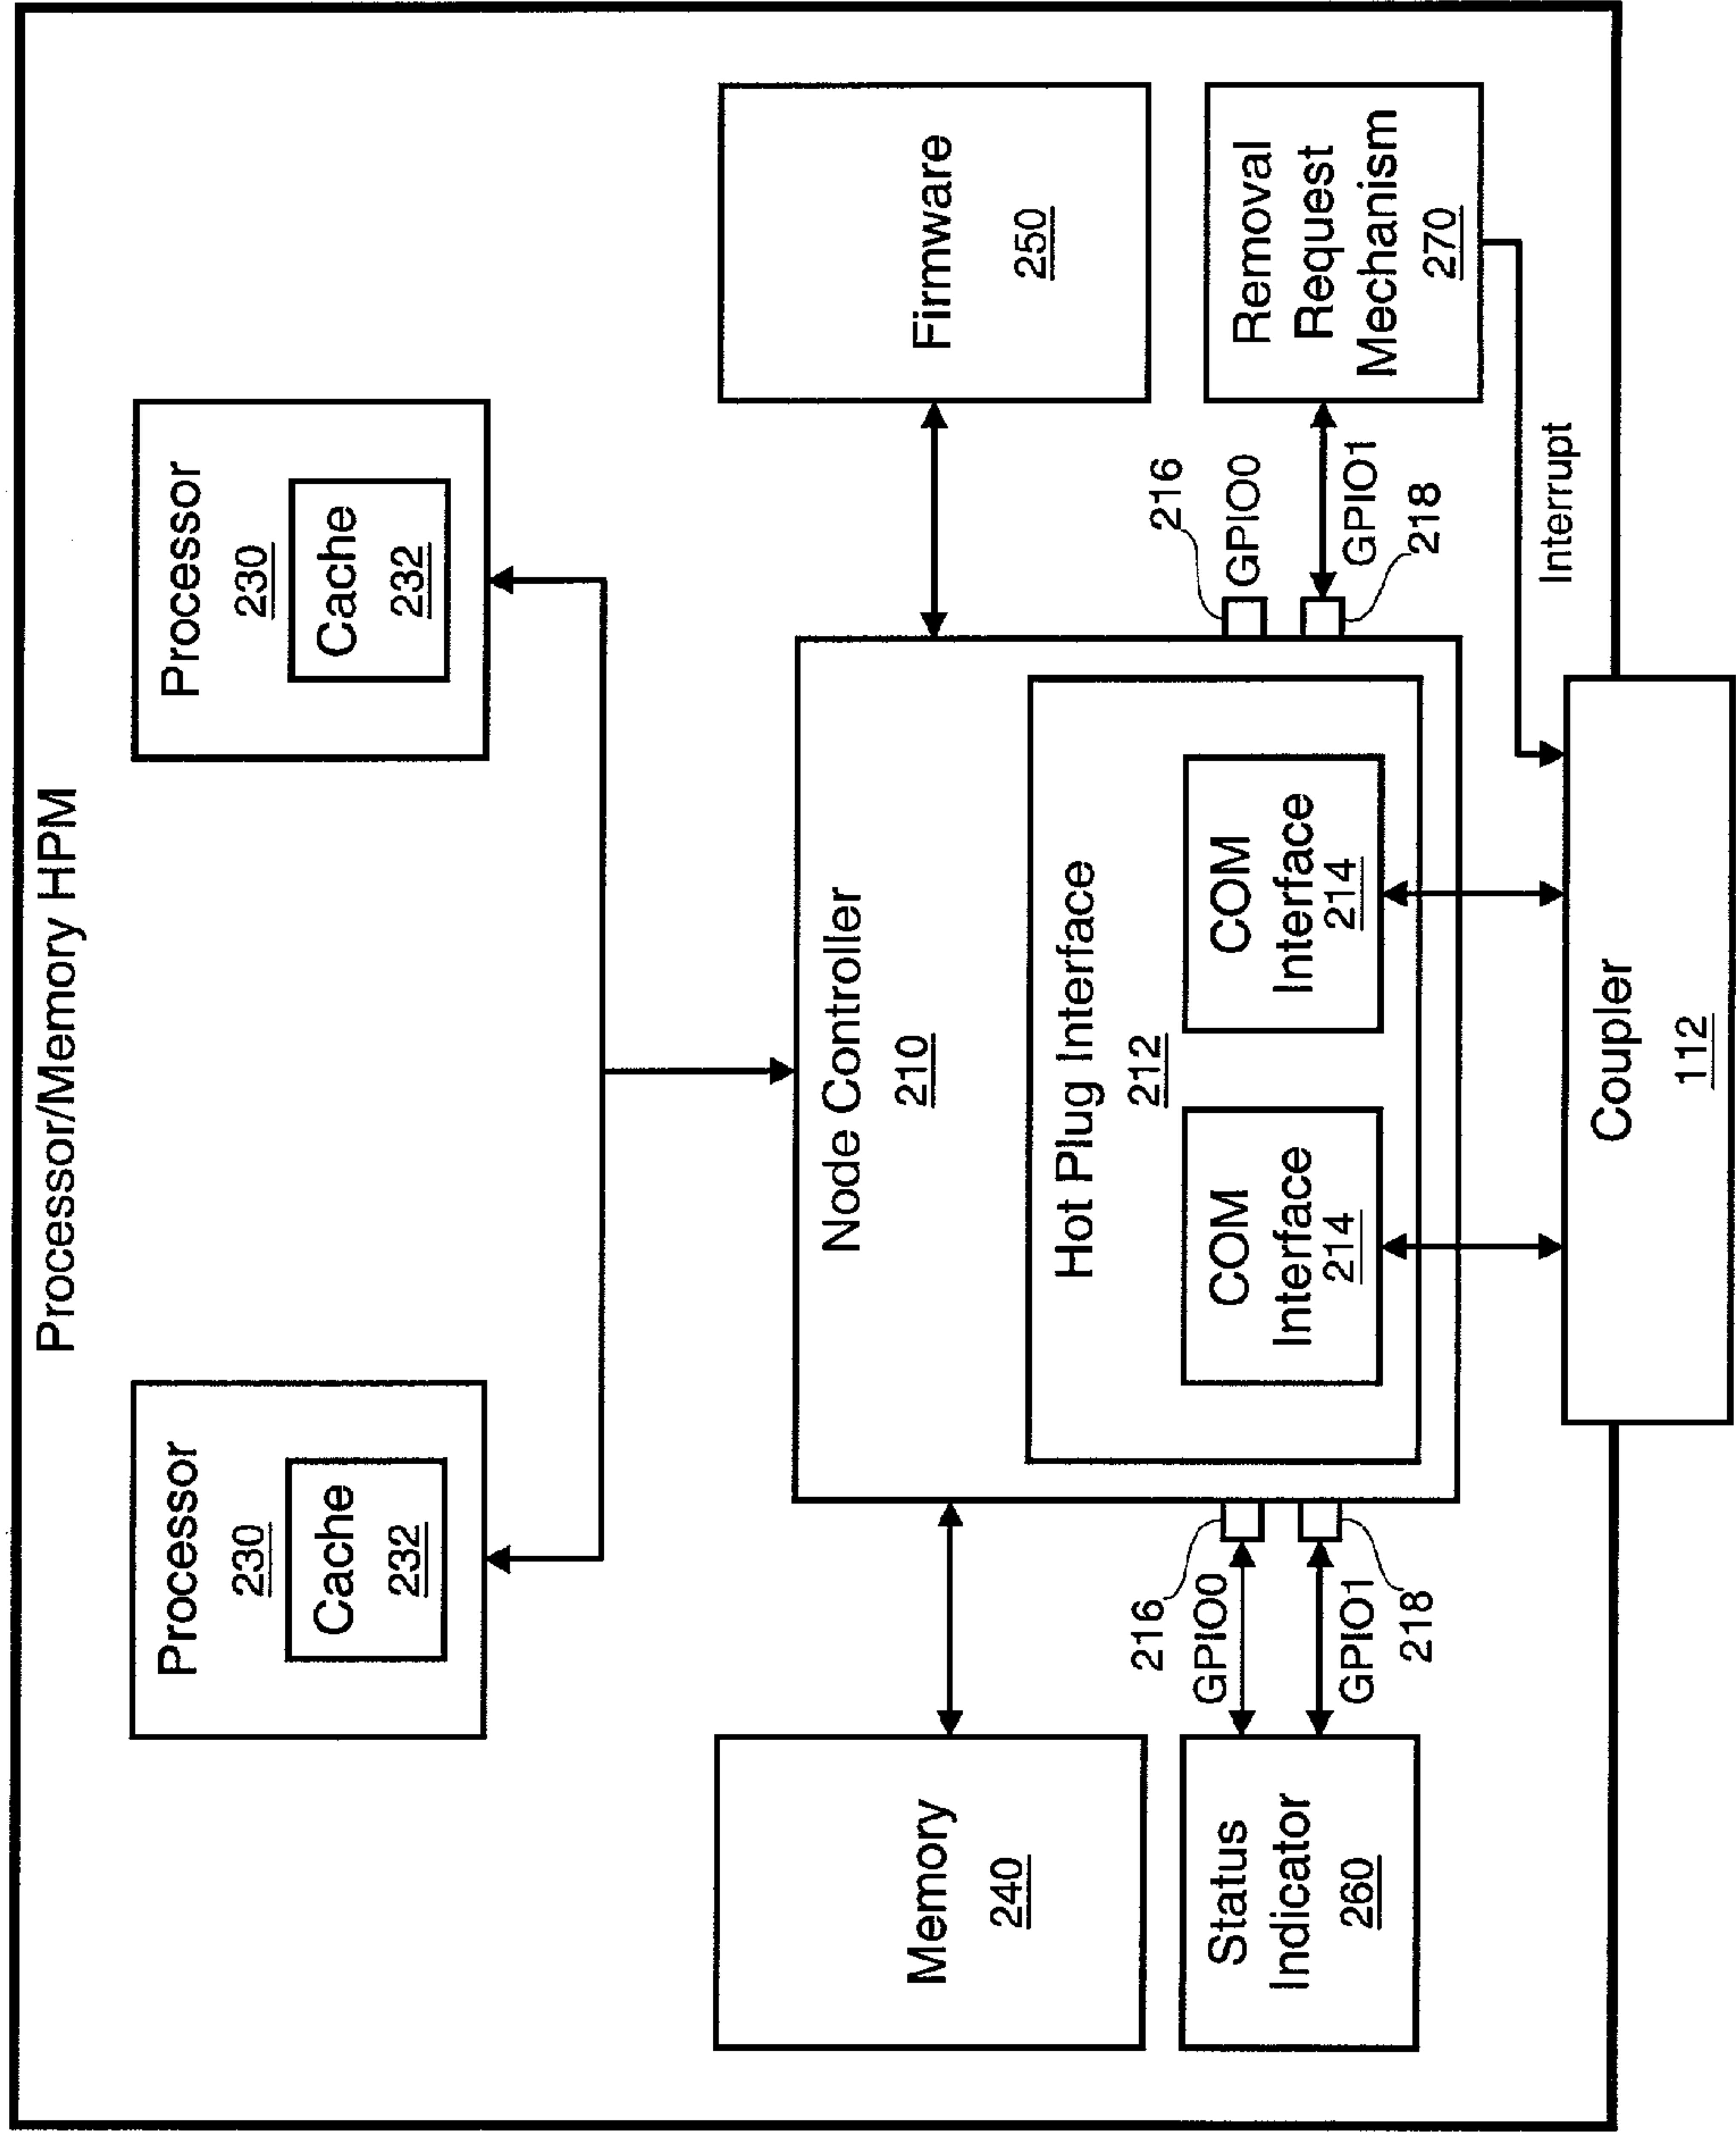 Processor/Memory HPM
Processor
230
Cache
232
Processor
230
Cache
232
Memory
240
Node Controller
210
Firmware
250
Hot Plug Interface
212
COM
Interface
214
COM
Interface
214
Status
Indicator
260
216
GPIO0
GPIO1
218
216
GPIO0
GPIO1
218
Removal
Request
Mechanism
270
Interrupt
Coupler
112